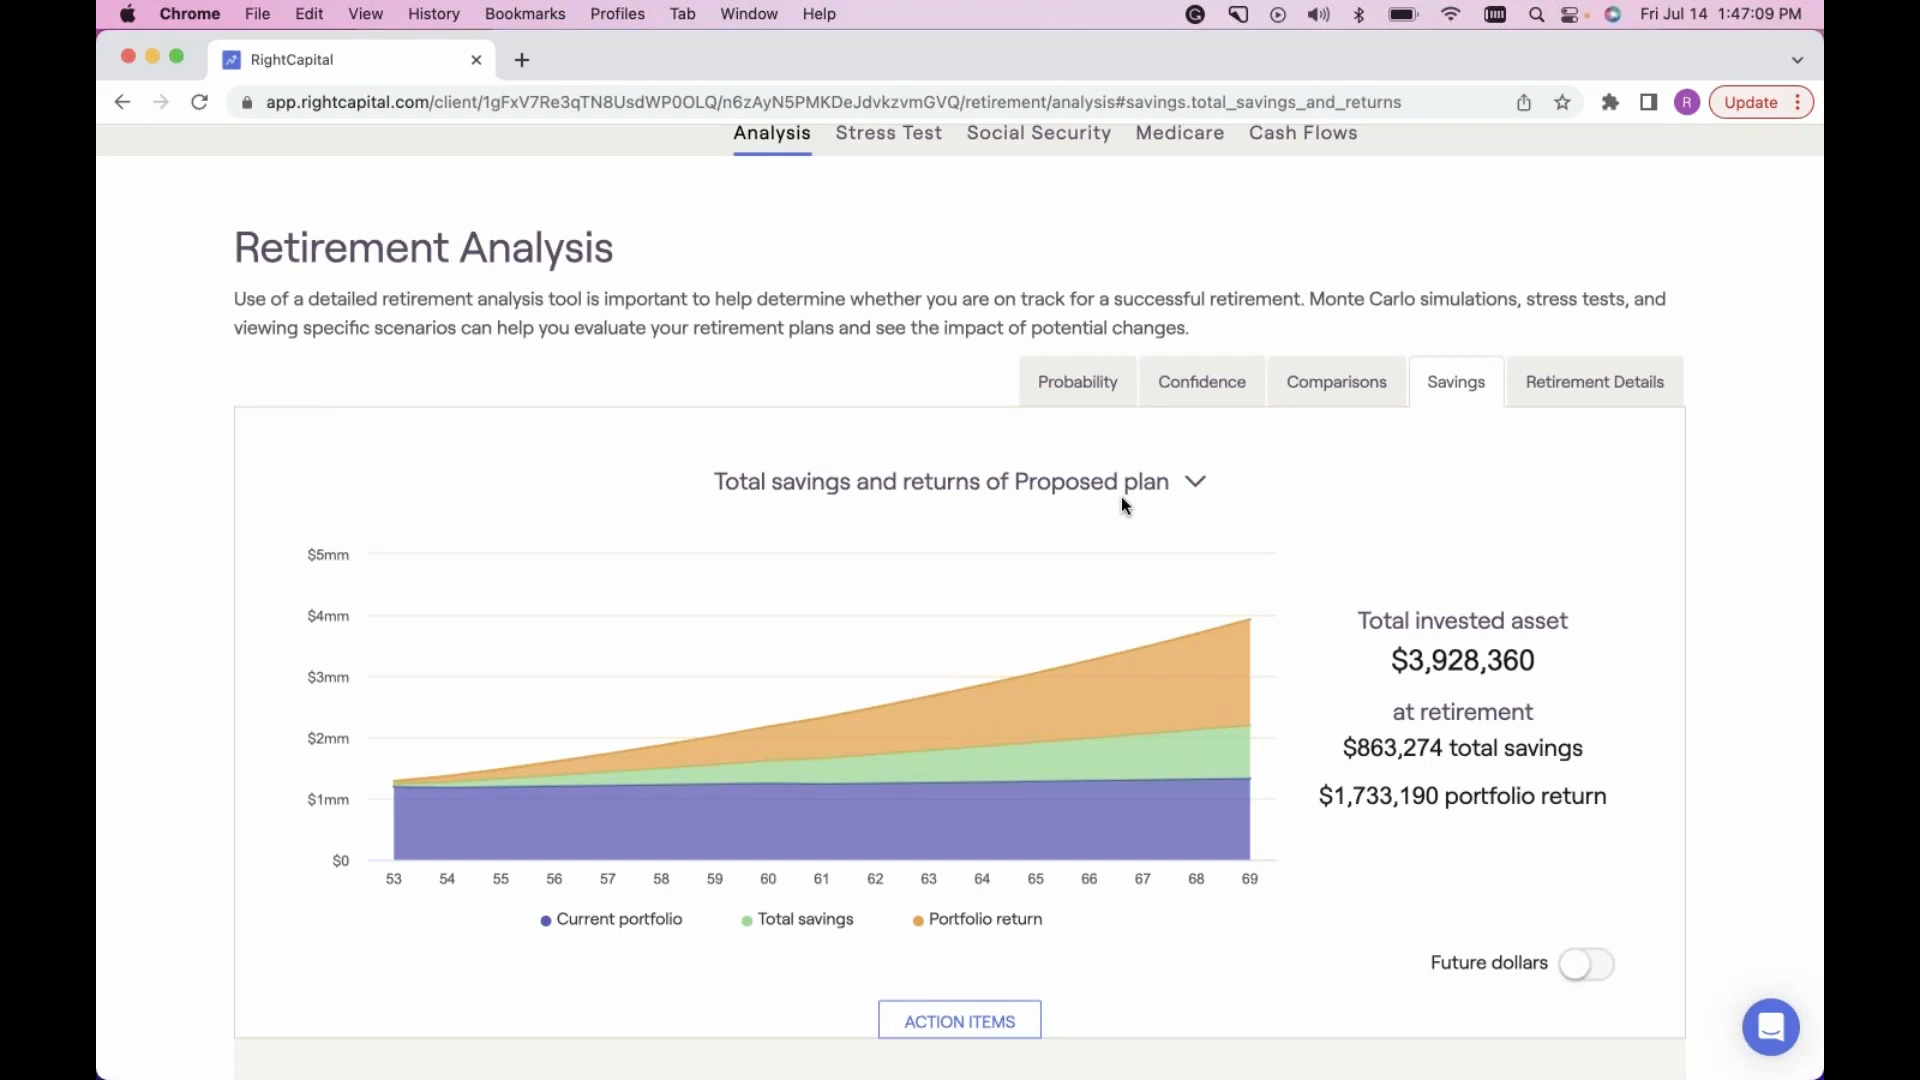 Chrome File Edit View History Bookmarks Profiles Tab Window Help Fri Jul 14 1:47:09 PM
RightCapital
app.rightcapital.com/client/1gFxV7Re3qTN8UsdWP0OLQ/n6zAyN5PMKDeJdvkzvmGVQ/retirement/analysis#savings.total_savings_and_returns R Update
Analysis Stress Test Social Security Medicare Cash Flows
Retirement Analysis
Use of a detailed retirement analysis tool is important to help determine whether you are on track for a successful retirement. Monte Carlo simulations, stress tests, and
viewing specific scenarios can help you evaluate your retirement plans and see the impact of potential changes.
Probability Confidence Comparisons Savings Retirement Details
Total savings and returns of Proposed plan
$5mm
$4mm
$3mm
$2mm
$1mm
$0
53 54 55 56 57 58 59 60 61 62 63 64 65 66 67 68 69
Current portfolio Total savings Portfolio return
Total invested asset
$3,928,360
at retirement
$863,274 total savings
$1,733,190 portfolio return
Future dollars
ACTION ITEMS